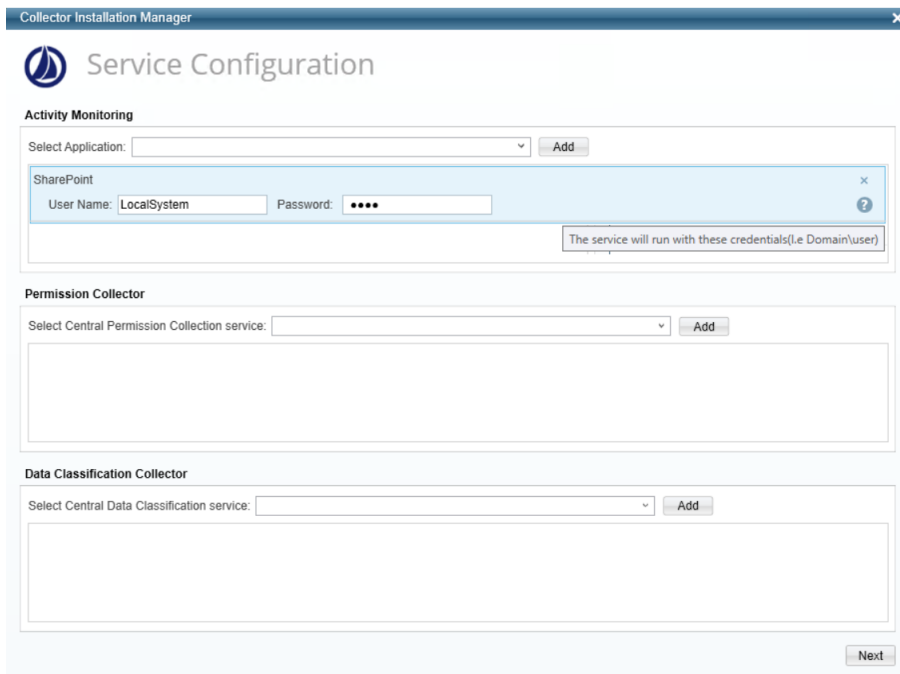 Collector Installation Manager
Service Configuration
Activity Monitoring
Select Application: Add
SharePoint
User Name: LocalSystem Password: ••••
The service will run with these credentials(I.e Domain\user)
Permission Collector
Select Central Permission Collection service: Add
Data Classification Collector
Select Central Data Classification service: Add
Next